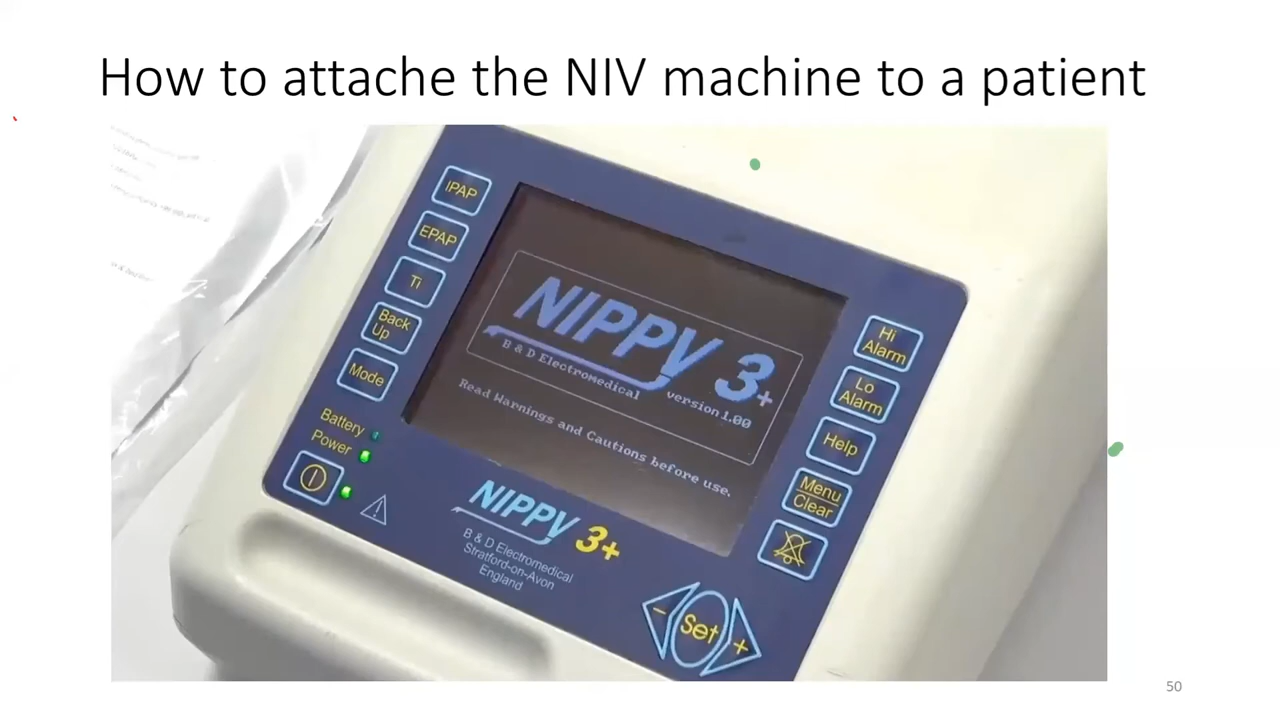 How to attache the NIV machine to a patient
IPAP
EPAP
Ti
Back
Up
Mode
Battery
Power
NIPPY 3+
B & D Electromedical
version 1.00
Read Warnings and Cautions before use.
NIPPY 3+
B & D Electromedical
Stratford-on-Avon
England
Hi
Alarm
Lo
Alarm
Help
Menu
Clear
- Set +
50